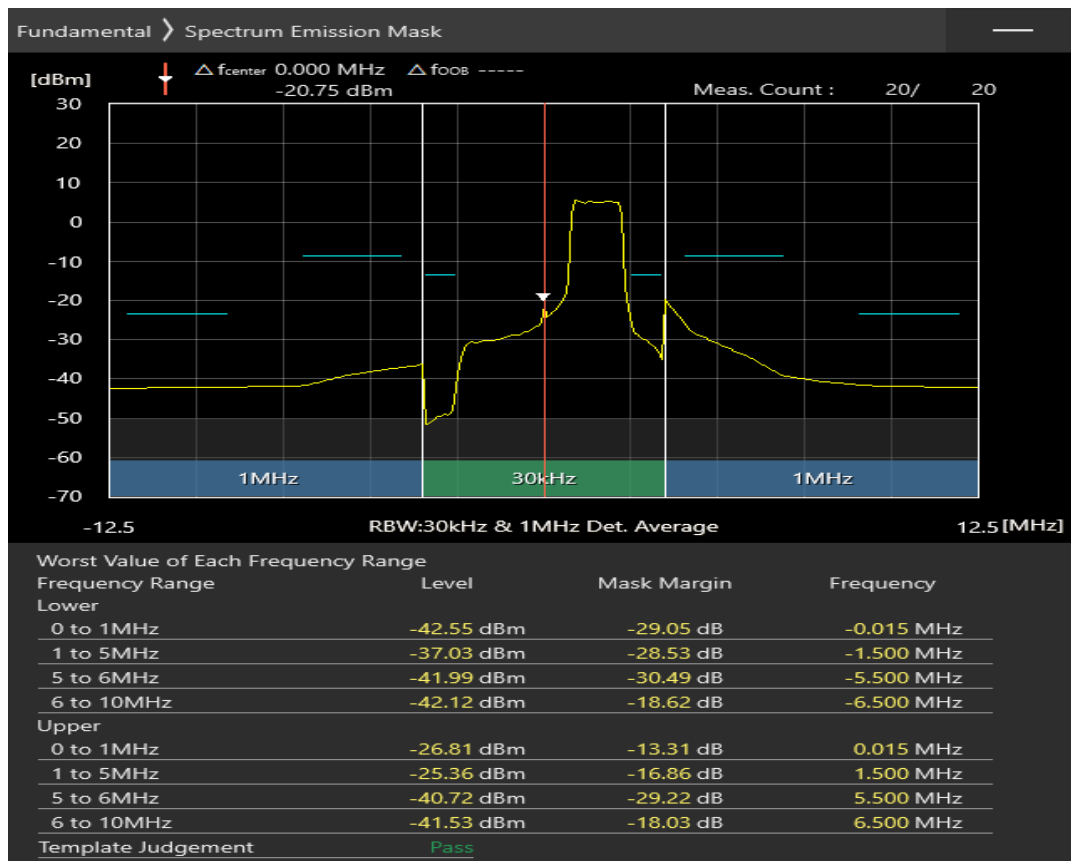 Fundamental ❯ Spectrum Emission Mask
△ fcenter 0.000 MHz △ fOOB -----
[dBm]
-20.75 dBm Meas. Count : 20/ 20
30
20
10
0
-10
-20
-30
-40
-50
-60
1MHz 30kHz 1MHz
-70
-12.5 RBW:30kHz & 1MHz Det. Average 12.5 [MHz]
Worst Value of Each Frequency Range
Frequency Range Level Mask Margin Frequency
Lower
0 to 1MHz -42.55 dBm -29.05 dB -0.015 MHz
1 to 5MHz -37.03 dBm -28.53 dB -1.500 MHz
5 to 6MHz -41.99 dBm -30.49 dB -5.500 MHz
6 to 10MHz -42.12 dBm -18.62 dB -6.500 MHz
Upper
0 to 1MHz -26.81 dBm -13.31 dB 0.015 MHz
1 to 5MHz -25.36 dBm -16.86 dB 1.500 MHz
5 to 6MHz -40.72 dBm -29.22 dB 5.500 MHz
6 to 10MHz -41.53 dBm -18.03 dB 6.500 MHz
Template Judgement Pass